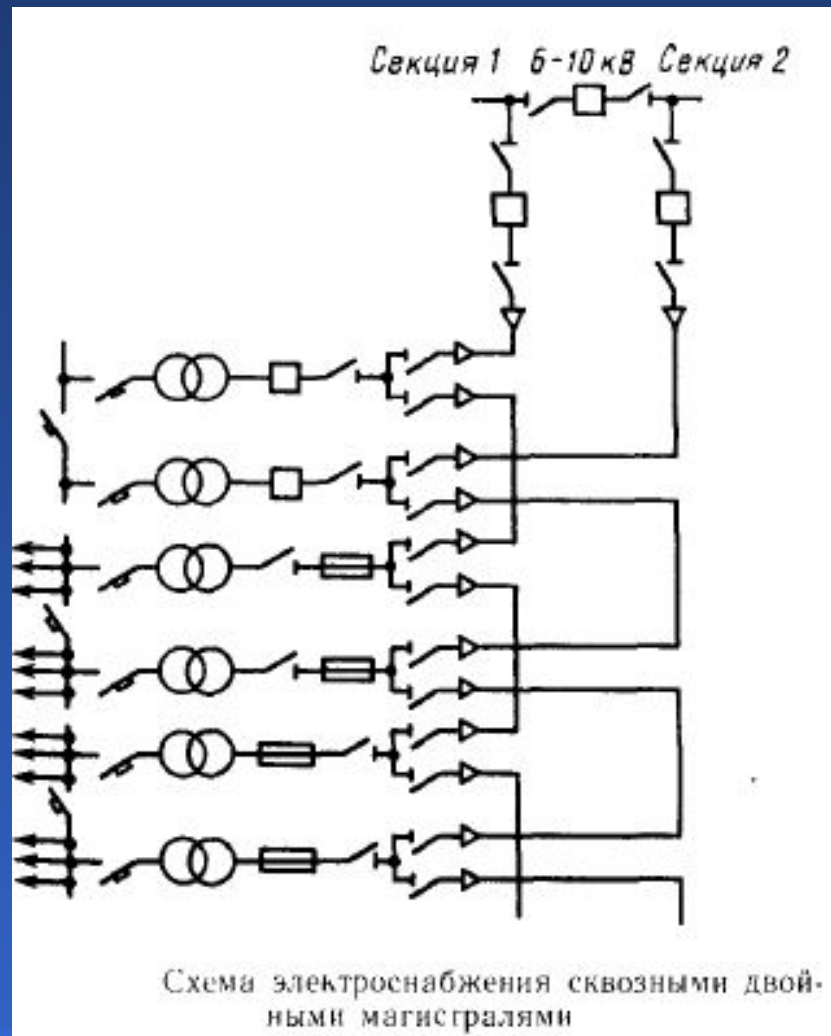 Секция 1 6-10 кВ Секция 2
Схема электроснабжения сквозными двой-
ными магистралями